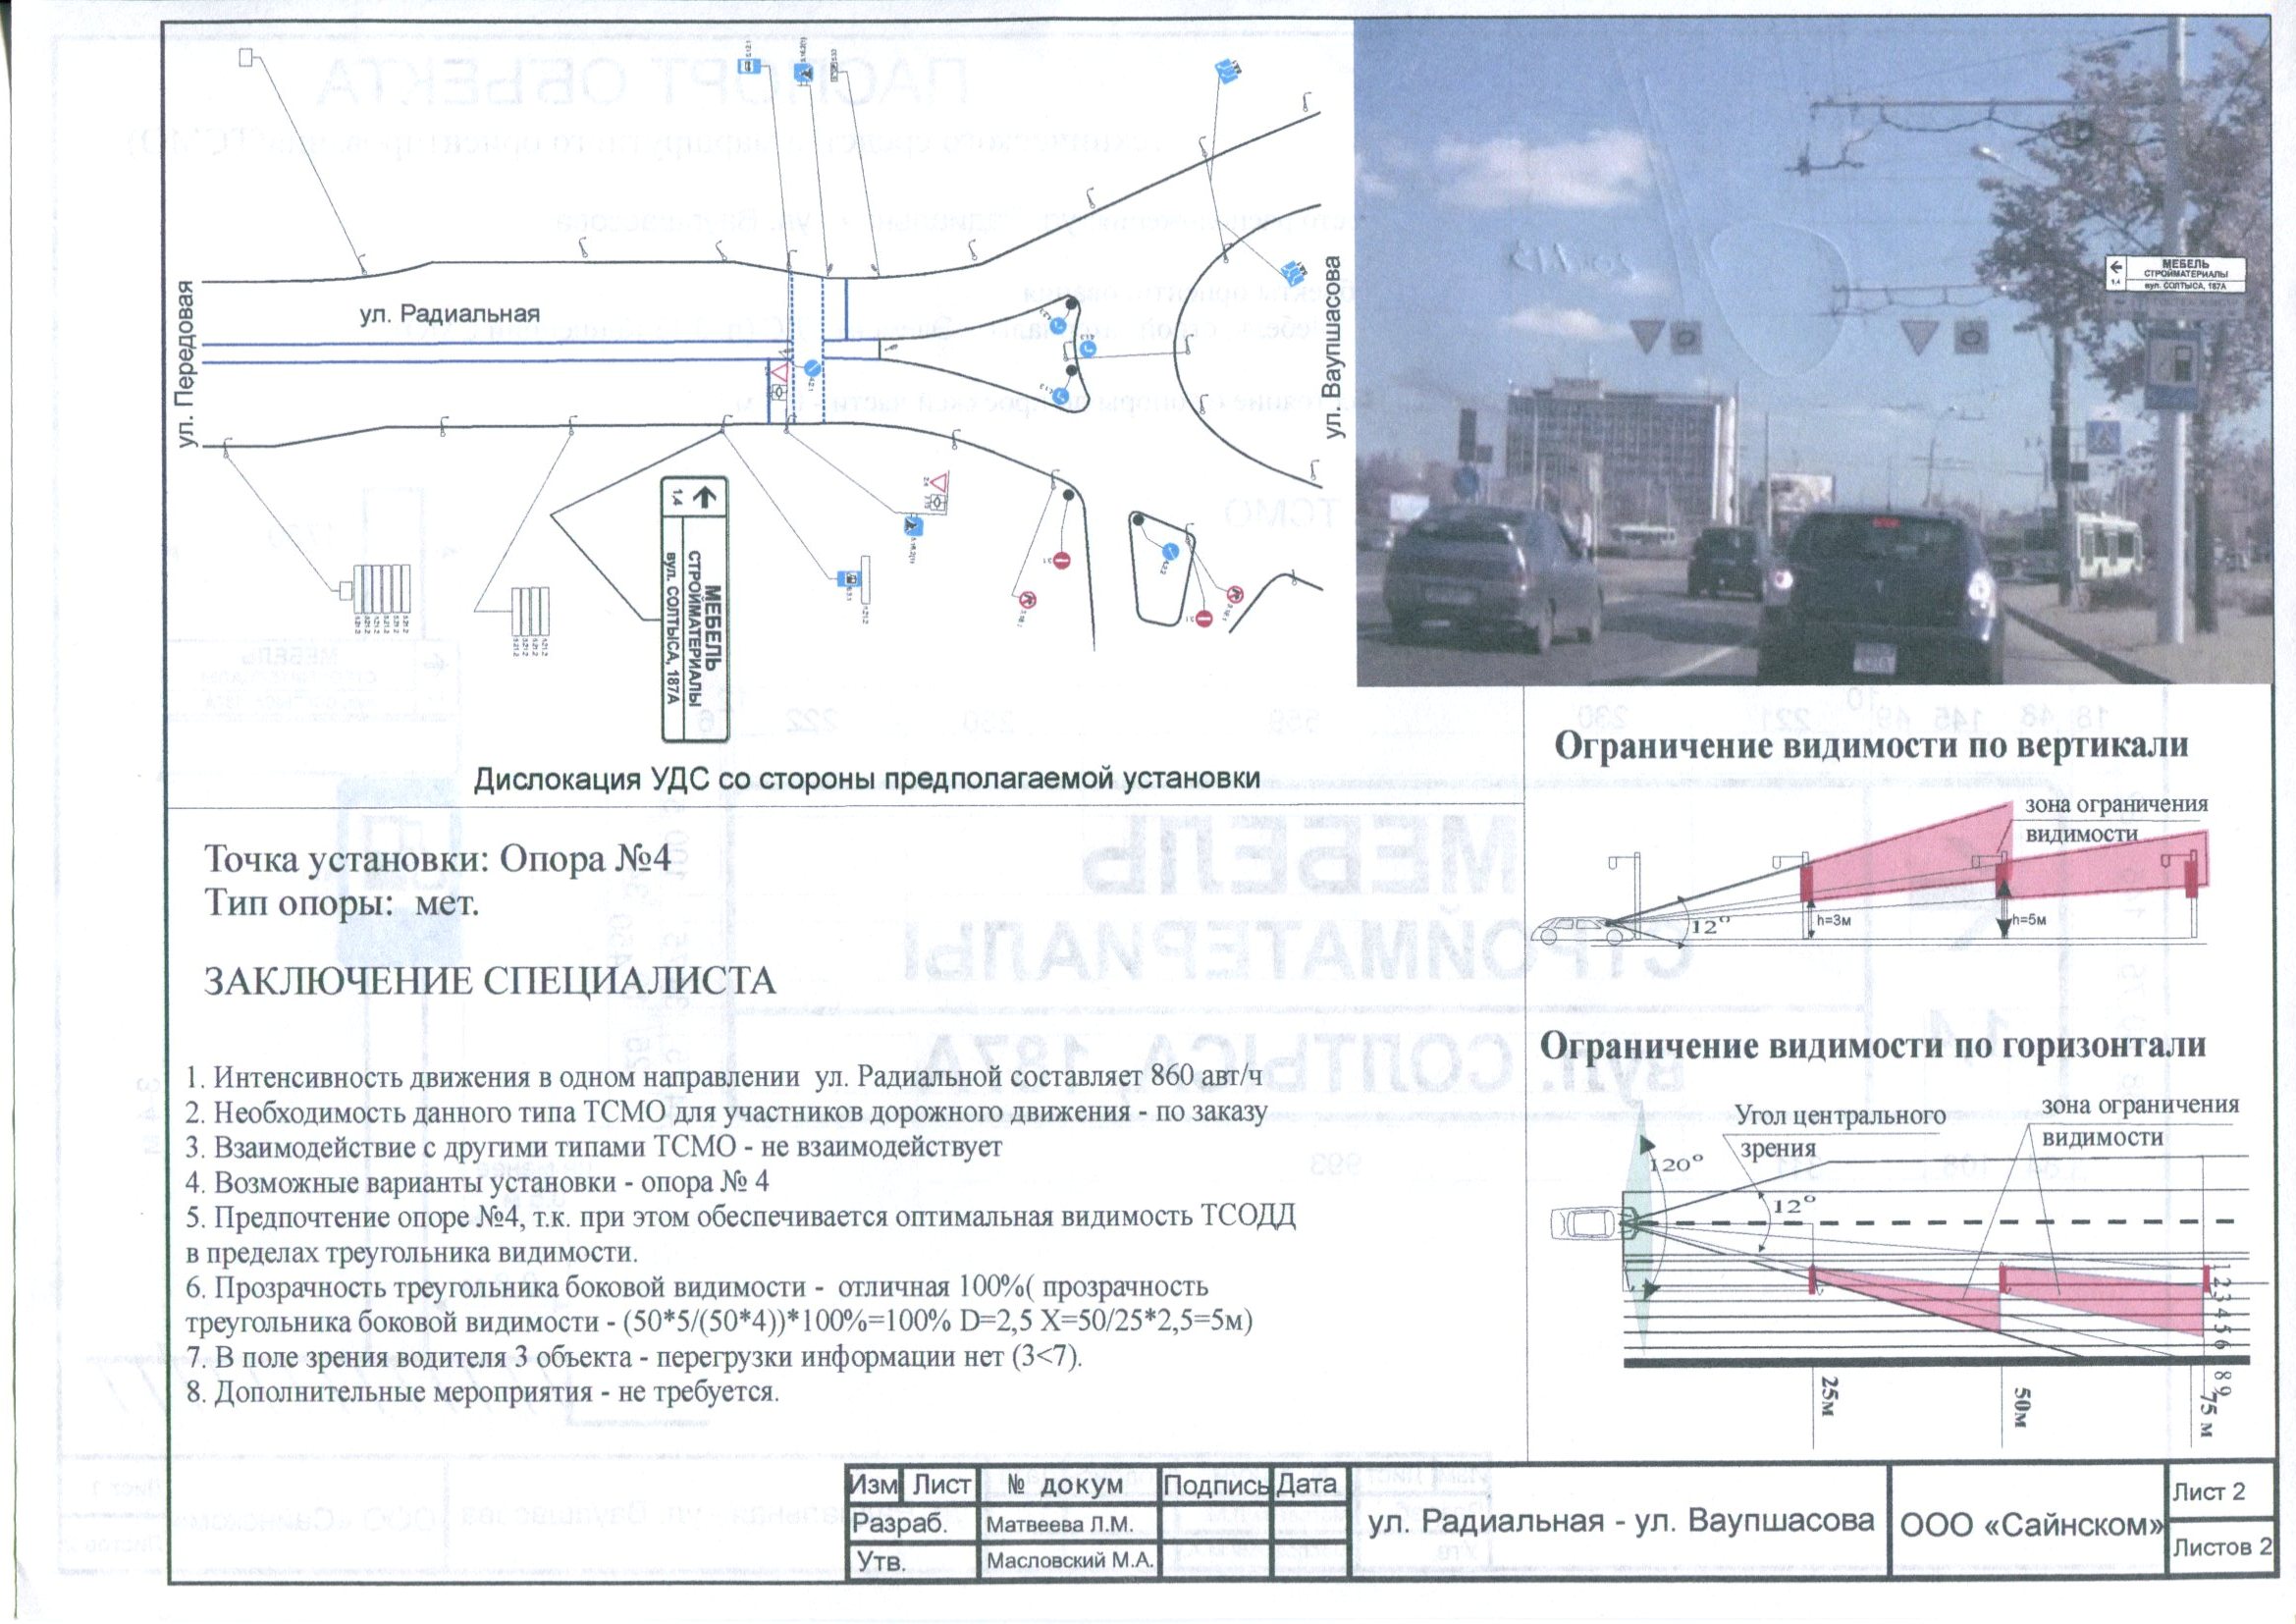 ул. Передовая
ул. Радиальная
ул. Ваупшасова
1,4
МЕБЕЛЬ
СТРОЙМАТЕРИАЛЫ
вул. СОЛТЫСА, 187А
Дислокация УДС со стороны предполагаемой установки
МЕБЕЛЬ
СТРОЙМАТЕРИАЛЫ
1,4
вул. СОЛТЫСА, 187А
Точка установки: Опора №4
Тип опоры: мет.
ЗАКЛЮЧЕНИЕ СПЕЦИАЛИСТА
1. Интенсивность движения в одном направлении ул. Радиальной составляет 860 авт/ч
2. Необходимость данного типа ТСМО для участников дорожного движения - по заказу
3. Взаимодействие с другими типами ТСМО - не взаимодействует
4. Возможные варианты установки - опора № 4
5. Предпочтение опоре №4, т.к. при этом обеспечивается оптимальная видимость ТСОДД
в пределах треугольника видимости.
6. Прозрачность треугольника боковой видимости - отличная 100%( прозрачность
треугольника боковой видимости - (50*5/(50*4))*100%=100% D=2,5 X=50/25*2,5=5м)
7. В поле зрения водителя 3 объекта - перегрузки информации нет (3<7).
8. Дополнительные мероприятия - не требуется.
Ограничение видимости по вертикали
зона ограничения
видимости
12°
h=3м
h=5м
Ограничение видимости по горизонтали
Угол центрального
зрения
зона ограничения
видимости
120°
12°
1 2 3 4 5 6 8 9
25м
50м
75 м
Изм Лист № докум Подпись Дата
Разраб. Матвеева Л.М.
Утв. Масловский М.А.
ул. Радиальная - ул. Ваупшасова
ООО «Сайнском»
Лист 2
Листов 2